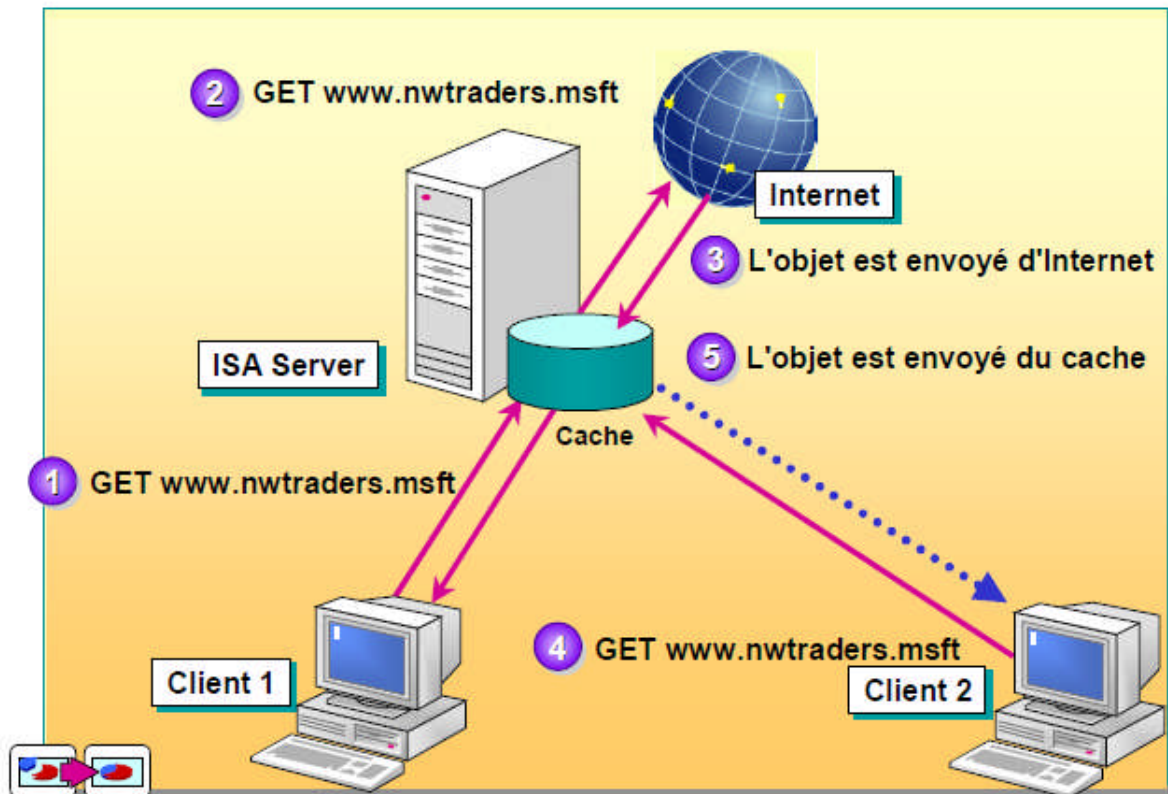 2 GET www.nwtraders.msft
Internet
3 L'objet est envoyé d'Internet
ISA Server
5 L'objet est envoyé du cache
Cache
1 GET www.nwtraders.msft
4 GET www.nwtraders.msft
Client 1
Client 2